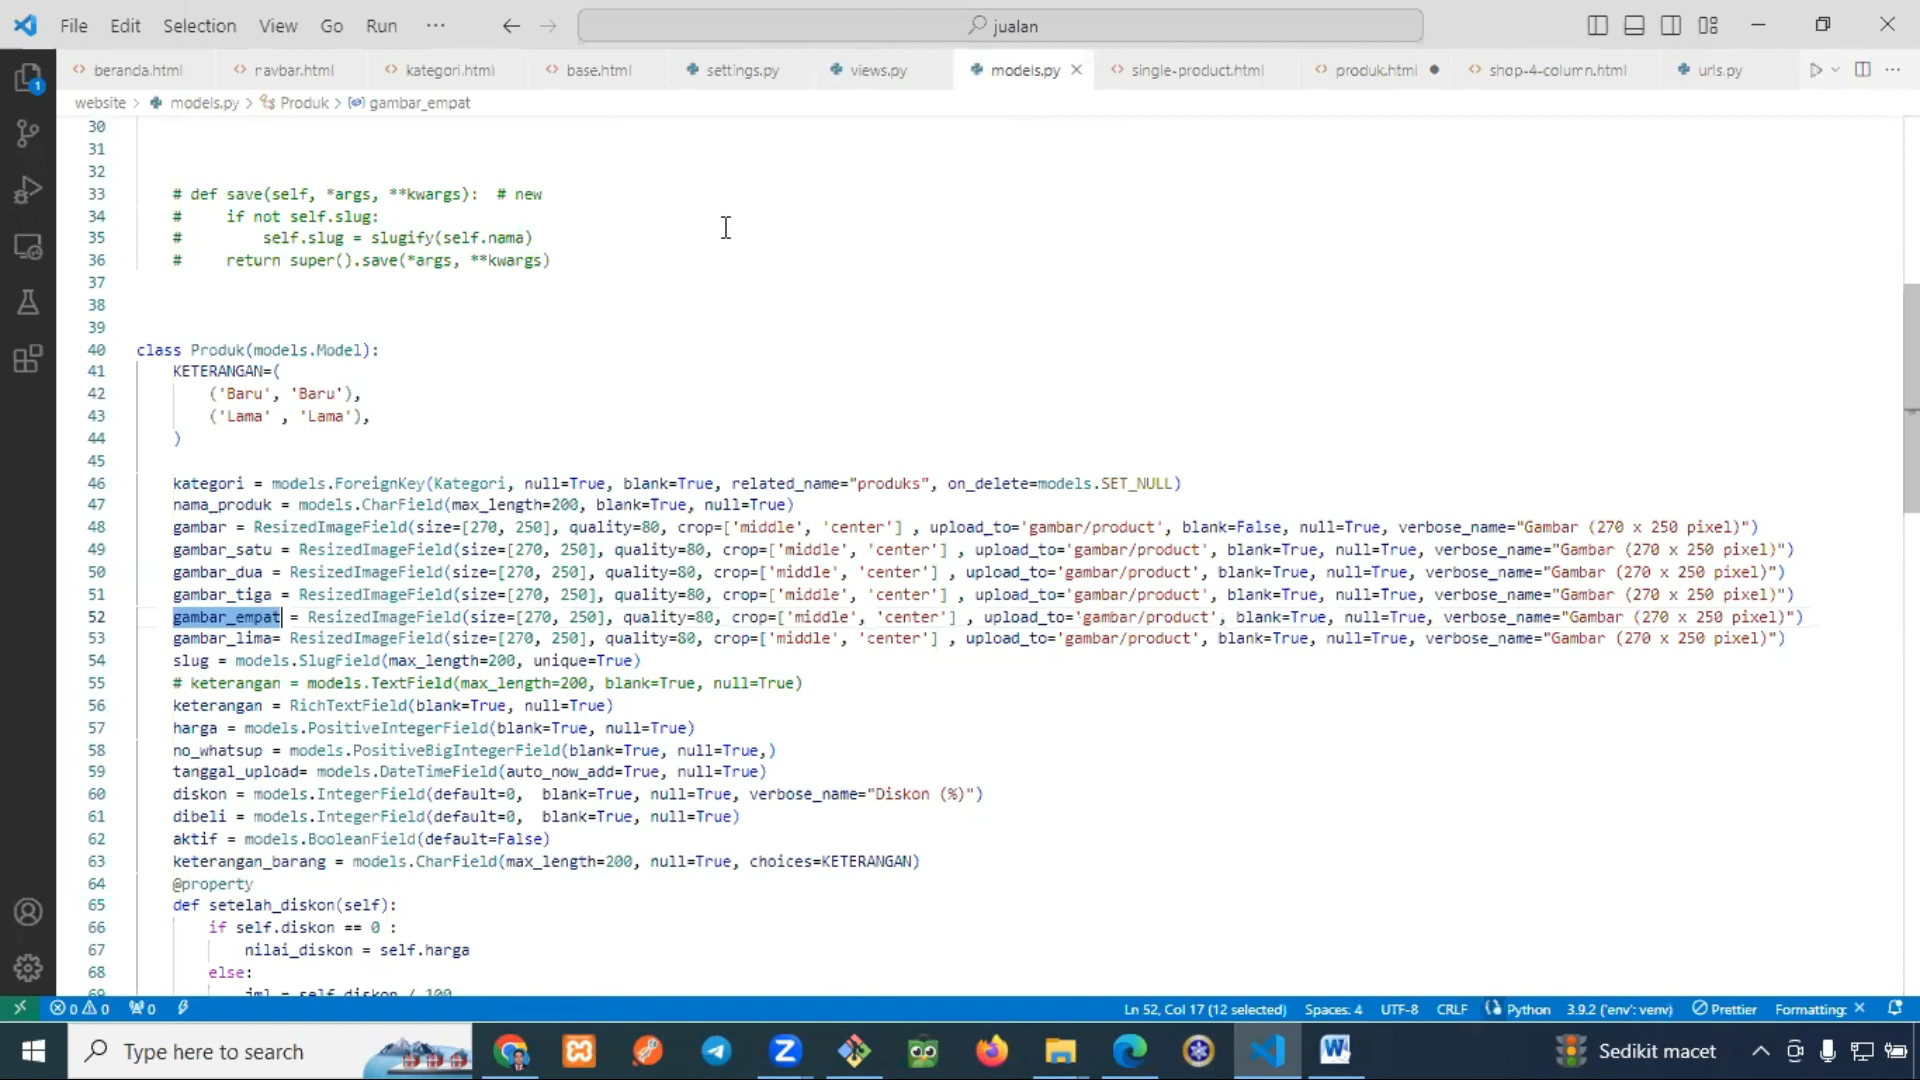 File Edit Selection View Go Run ··· jualan
beranda.html navbar.html kategori.html base.html settings.py views.py models.py single-product.html produk.html shop-4-column.html urls.py
website > models.py > Produk > gambar_empat
30
31
32
33 # def save(self, *args, **kwargs):  # new
34 #     if not self.slug:
35 #         self.slug = slugify(self.nama)
36 #     return super().save(*args, **kwargs)
37
38
39
40 class Produk(models.Model):
41 KETERANGAN=(
42 ('Baru', 'Baru'),
43 ('Lama' , 'Lama'),
44 )
45
46 kategori = models.ForeignKey(Kategori, null=True, blank=True, related_name="produks", on_delete=models.SET_NULL)
47 nama_produk = models.CharField(max_length=200, blank=True, null=True)
48 gambar = ResizedImageField(size=[270, 250], quality=80, crop=['middle', 'center'] , upload_to='gambar/product', blank=False, null=True, verbose_name="Gambar (270 x 250 pixel)")
49 gambar_satu = ResizedImageField(size=[270, 250], quality=80, crop=['middle', 'center'] , upload_to='gambar/product', blank=True, null=True, verbose_name="Gambar (270 x 250 pixel)")
50 gambar_dua = ResizedImageField(size=[270, 250], quality=80, crop=['middle', 'center'] , upload_to='gambar/product', blank=True, null=True, verbose_name="Gambar (270 x 250 pixel)")
51 gambar_tiga = ResizedImageField(size=[270, 250], quality=80, crop=['middle', 'center'] , upload_to='gambar/product', blank=True, null=True, verbose_name="Gambar (270 x 250 pixel)")
52 gambar_empat = ResizedImageField(size=[270, 250], quality=80, crop=['middle', 'center'] , upload_to='gambar/product', blank=True, null=True, verbose_name="Gambar (270 x 250 pixel)")
53 gambar_lima= ResizedImageField(size=[270, 250], quality=80, crop=['middle', 'center'] , upload_to='gambar/product', blank=True, null=True, verbose_name="Gambar (270 x 250 pixel)")
54 slug = models.SlugField(max_length=200, unique=True)
55 # keterangan = models.TextField(max_length=200, blank=True, null=True)
56 keterangan = RichTextField(blank=True, null=True)
57 harga = models.PositiveIntegerField(blank=True, null=True)
58 no_whatsup = models.PositiveBigIntegerField(blank=True, null=True,)
59 tanggal_upload= models.DateTimeField(auto_now_add=True, null=True)
60 diskon = models.IntegerField(default=0,  blank=True, null=True, verbose_name="Diskon (%)")
61 dibeli = models.IntegerField(default=0,  blank=True, null=True)
62 aktif = models.BooleanField(default=False)
63 keterangan_barang = models.CharField(max_length=200, null=True, choices=KETERANGAN)
64 @property
65 def setelah_diskon(self):
66 if self.diskon == 0 :
67 nilai_diskon = self.harga
68 else:
69 jml = self.diskon / 100
0 0 0 Ln 52, Col 17 (12 selected) Spaces: 4 UTF-8 CRLF Python 3.9.2 ('env': venv) Prettier Formatting: ×
Type here to search Sedikit macet